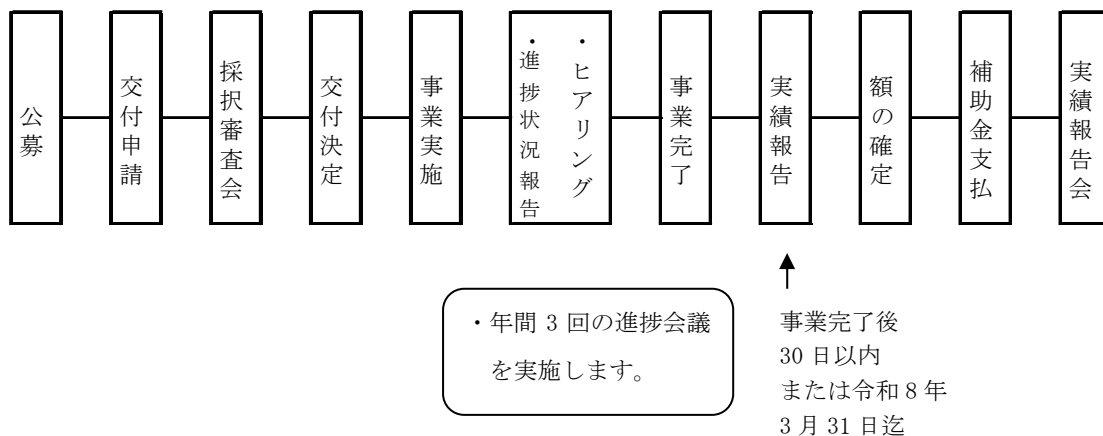 公募
交付申請
採択審査会
交付決定
事業実施
・ヒアリング
・進捗状況報告
事業完了
実績報告
額の確定
補助金支払
実績報告会
・年間 3 回の進捗会議
を実施します。
事業完了後
30 日以内
または令和 8 年
3 月 31 日迄